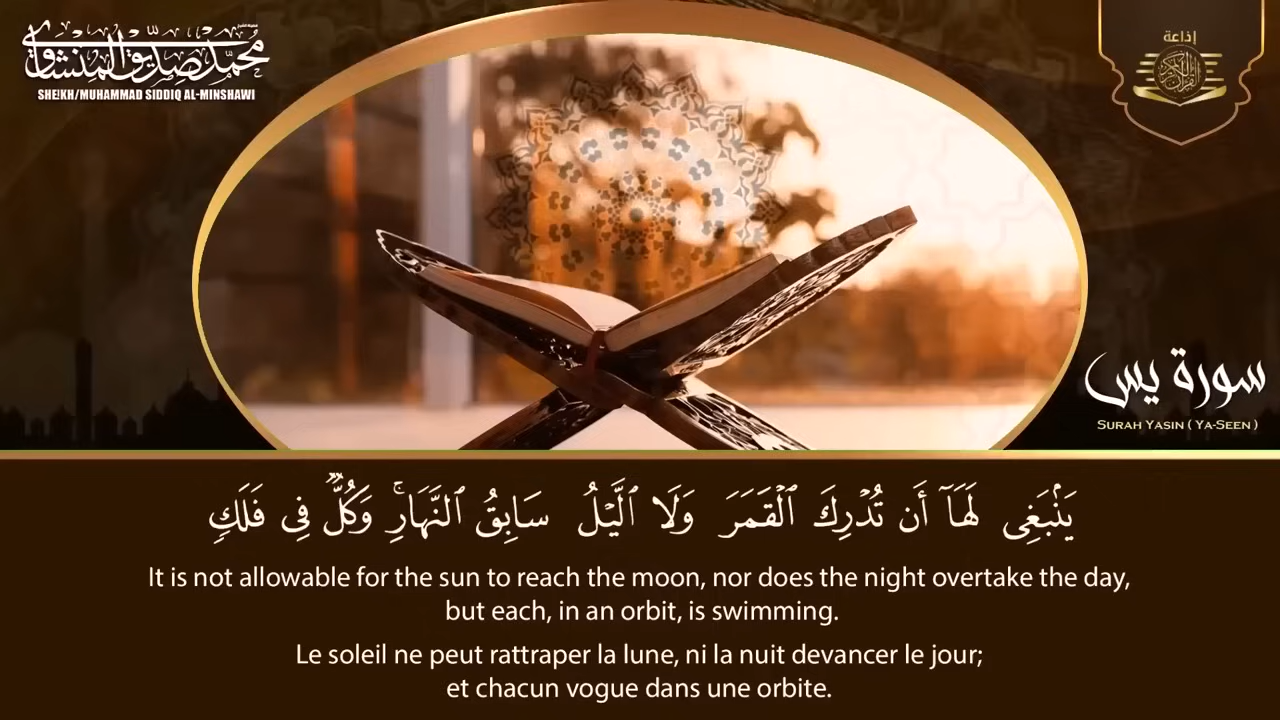 محمد صديق المنشاوي
SHEIKH/MUHAMMAD SIDDIQ AL-MINSHAWI
إذاعة
القرآن الكريم
سورة يس
SURAH YASIN ( YA-SEEN )
يَنۢبَغِى لَهَآ أَن تُدْرِكَ ٱلْقَمَرَ وَلَا ٱلَّيْلُ سَابِقُ ٱلنَّهَارِ ۚ وَكُلٌّ فِى فَلَكٍ
It is not allowable for the sun to reach the moon, nor does the night overtake the day,
but each, in an orbit, is swimming.
Le soleil ne peut rattraper la lune, ni la nuit devancer le jour;
et chacun vogue dans une orbite.